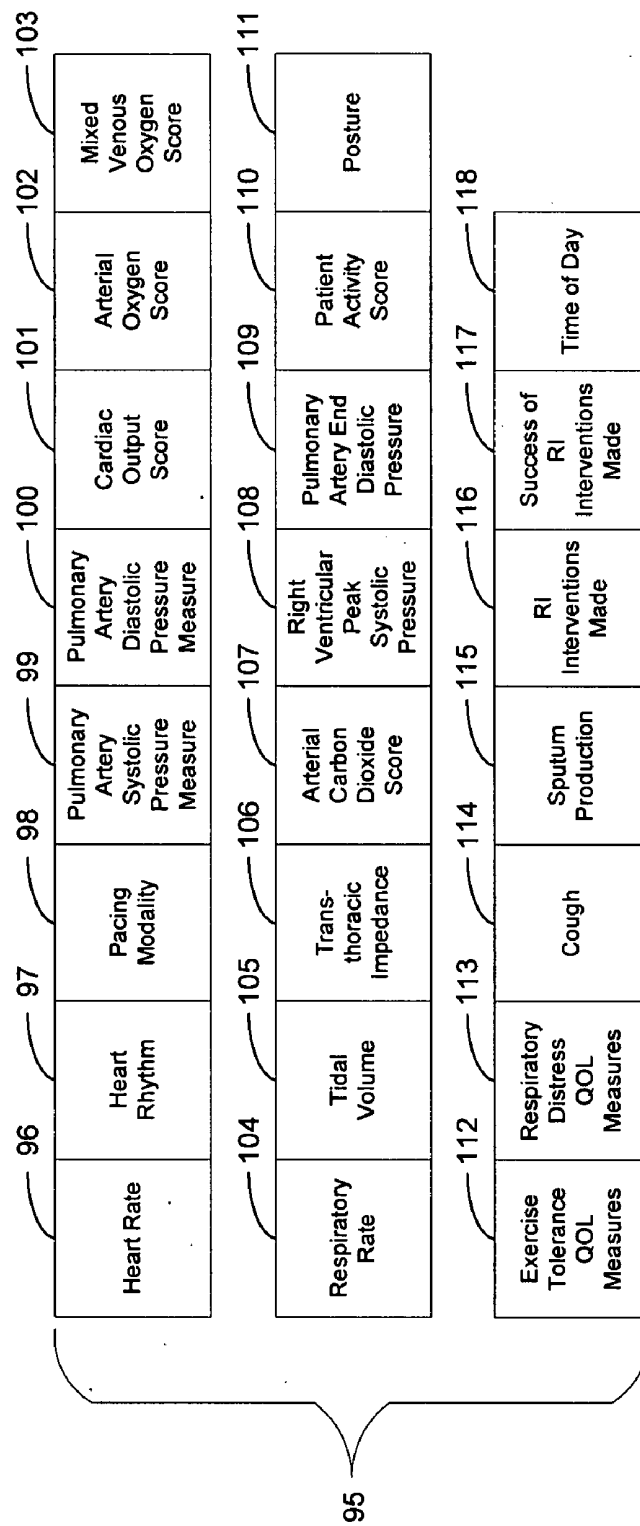 96
97
98
99
100
101
102
103
Heart Rate
Heart
Rhythm
Pacing
Modality
Pulmonary
Artery
Systolic
Pressure
Measure
Pulmonary
Artery
Diastolic
Pressure
Measure
Cardiac
Output
Score
Arterial
Oxygen
Score
Mixed
Venous
Oxygen
Score
104
105
106
107
108
109
110
111
Respiratory
Rate
Tidal
Volume
Trans-
thoracic
Impedance
Arterial
Carbon
Dioxide
Score
Right
Ventricular
Peak
Systolic
Pressure
Pulmonary
Artery End
Diastolic
Pressure
Patient
Activity
Score
Posture
112
113
114
115
116
117
118
Exercise
Tolerance
QOL
Measures
Respiratory
Distress
QOL
Measures
Cough
Sputum
Production
RI
Interventions
Made
Success of
RI
Interventions
Made
Time of Day
95